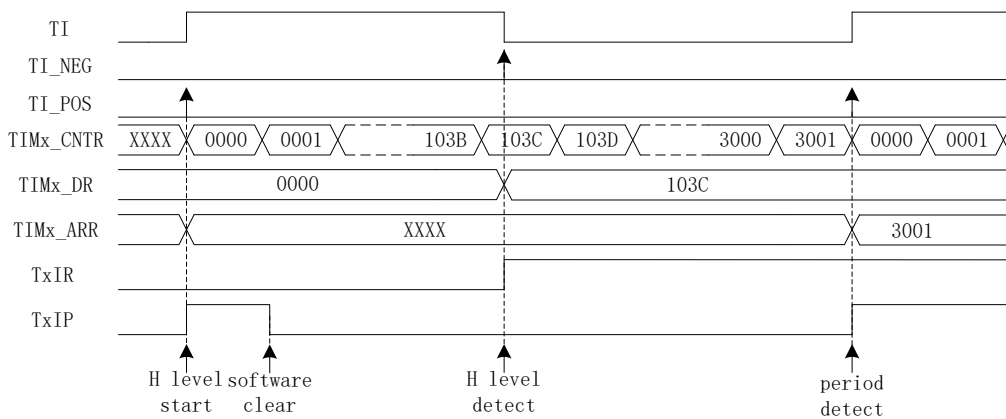 TI
TI_NEG
TI_POS
TIMx_CNTR XXXX 0000 0001 103B 103C 103D 3000 3001 0000 0001
TIMx_DR 0000 103C
TIMx_ARR XXXX 3001
TxIR
TxIP
H level start
software clear
H level detect
period detect